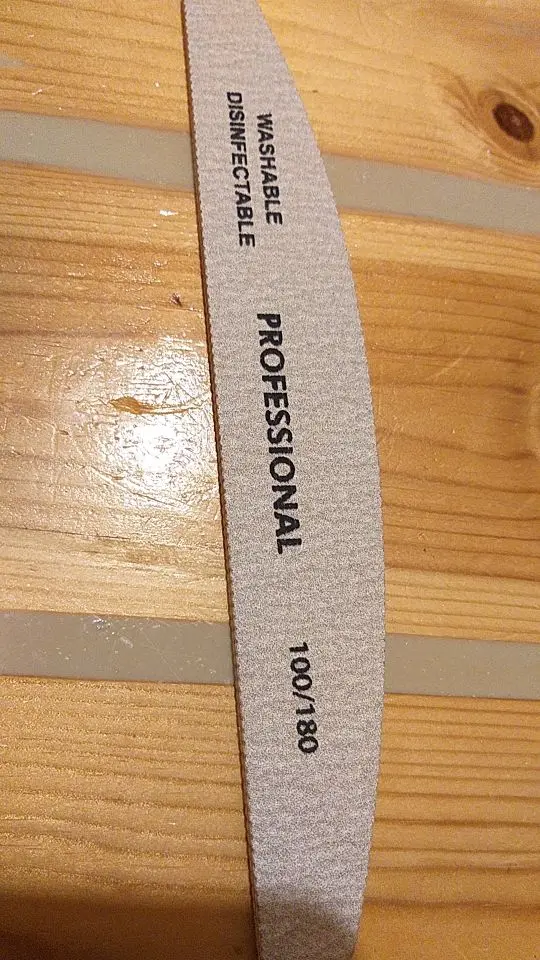 WASHABLE
DISINFECTABLE
PROFESSIONAL
100/180